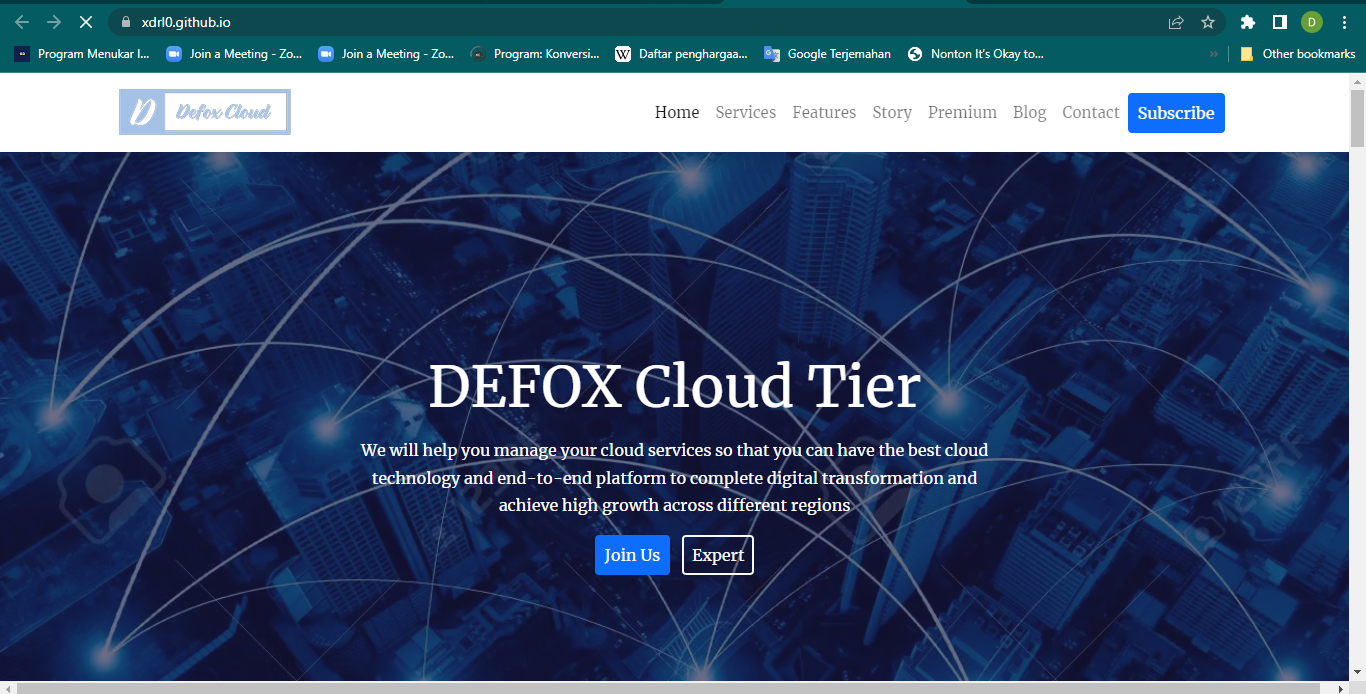 xdrl0.github.io
D
Program Menukar I...
Join a Meeting - Zo...
Join a Meeting - Zo...
Program: Konversi...
W
Daftar penghargaa...
Google Terjemahan
Nonton It's Okay to...
»
Other bookmarks
D Defox Cloud
Home Services Features Story Premium Blog Contact Subscribe
DEFOX Cloud Tier
We will help you manage your cloud services so that you can have the best cloud
technology and end-to-end platform to complete digital transformation and
achieve high growth across different regions
Join Us Expert